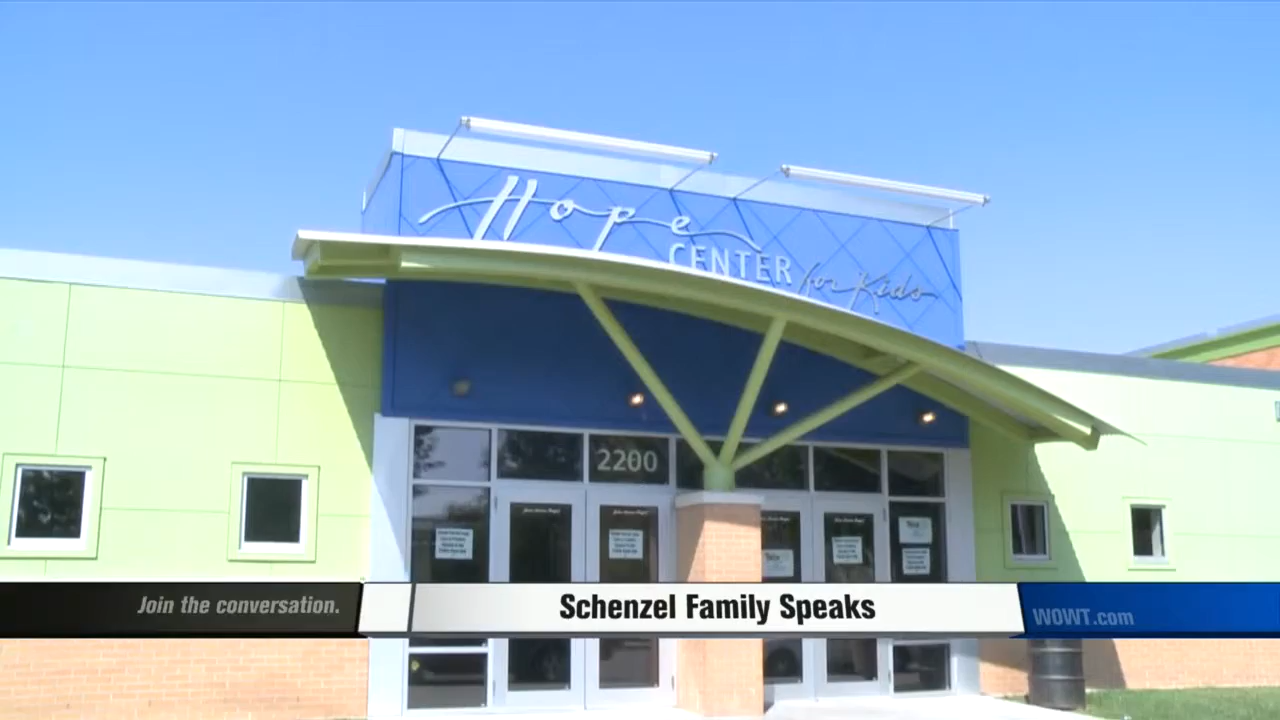 Hope
CENTER for Kids
2200
Join the conversation.
Schenzel Family Speaks
WOWT.com